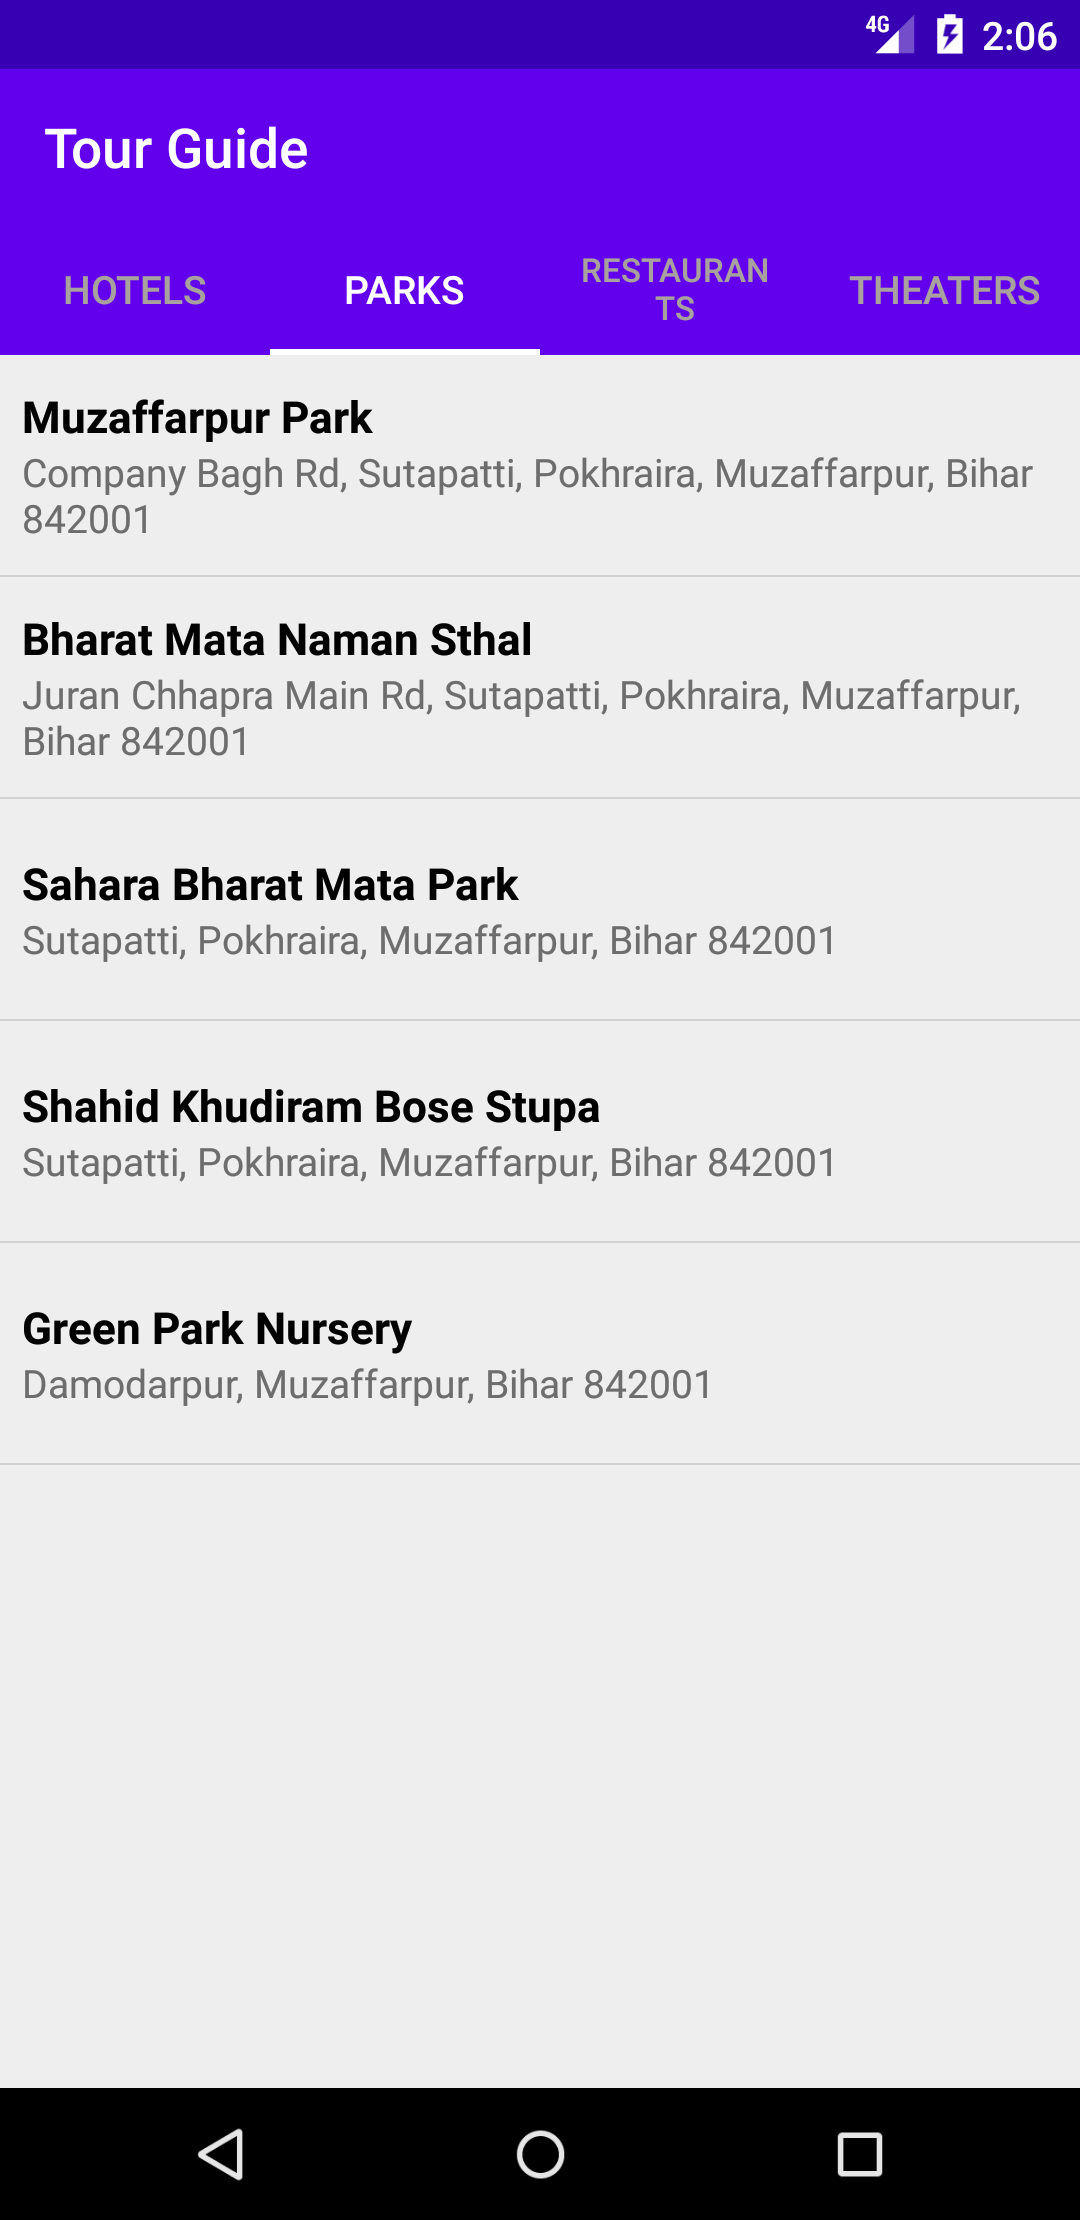 4G 2:06
Tour Guide
HOTELS
PARKS
RESTAURAN
TS
THEATERS
Muzaffarpur Park
Company Bagh Rd, Sutapatti, Pokhraira, Muzaffarpur, Bihar
842001
Bharat Mata Naman Sthal
Juran Chhapra Main Rd, Sutapatti, Pokhraira, Muzaffarpur,
Bihar 842001
Sahara Bharat Mata Park
Sutapatti, Pokhraira, Muzaffarpur, Bihar 842001
Shahid Khudiram Bose Stupa
Sutapatti, Pokhraira, Muzaffarpur, Bihar 842001
Green Park Nursery
Damodarpur, Muzaffarpur, Bihar 842001